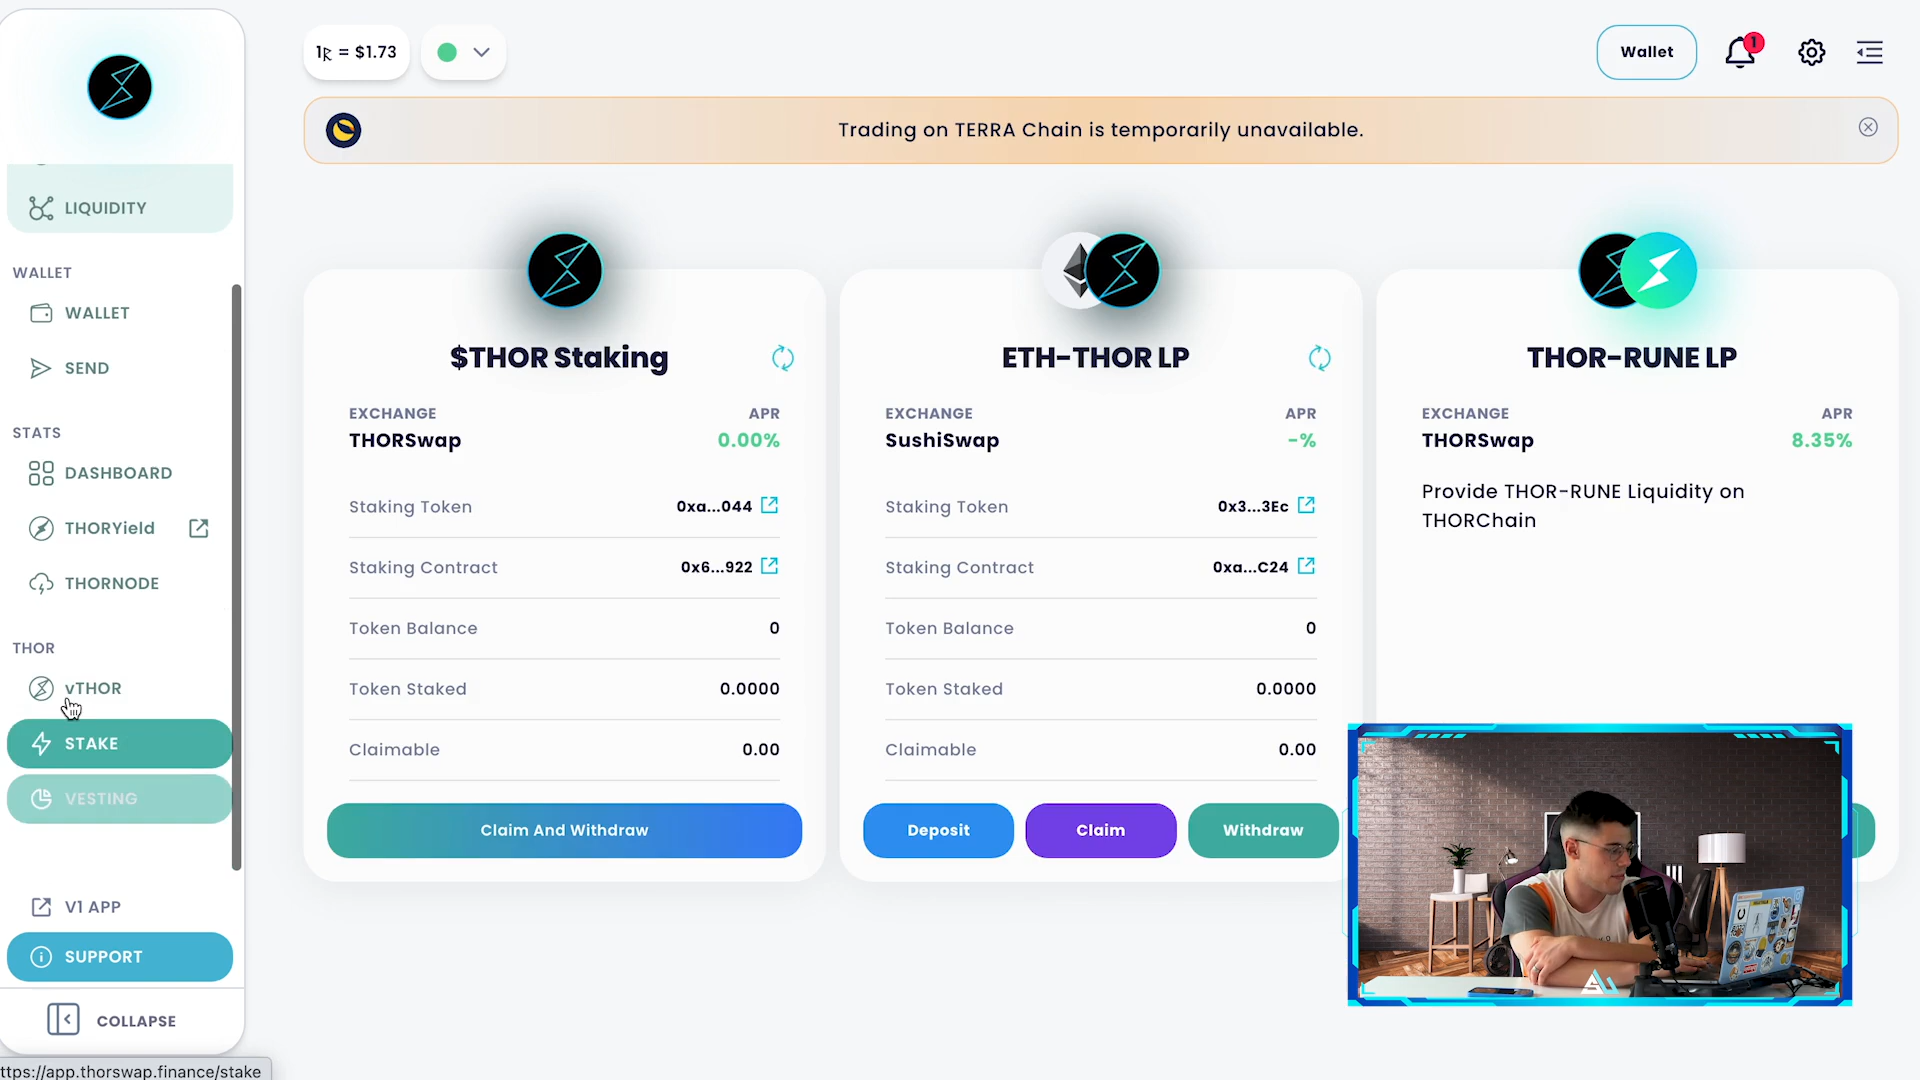 1ᚱ = $1.73
Wallet
1
Trading on TERRA Chain is temporarily unavailable.
LIQUIDITY
WALLET
WALLET
SEND
STATS
DASHBOARD
THORYield
THORNODE
THOR
vTHOR
STAKE
VESTING
V1 APP
SUPPORT
COLLAPSE
ttps://app.thorswap.finance/stake
$THOR Staking
EXCHANGE APR
THORSwap 0.00%
Staking Token 0xa...044
Staking Contract 0x6...922
Token Balance 0
Token Staked 0.0000
Claimable 0.00
Claim And Withdraw
ETH-THOR LP
EXCHANGE APR
SushiSwap -%
Staking Token 0x3...3Ec
Staking Contract 0xa...C24
Token Balance 0
Token Staked 0.0000
Claimable 0.00
Deposit Claim Withdraw
THOR-RUNE LP
EXCHANGE APR
THORSwap 8.35%
Provide THOR-RUNE Liquidity on
THORChain